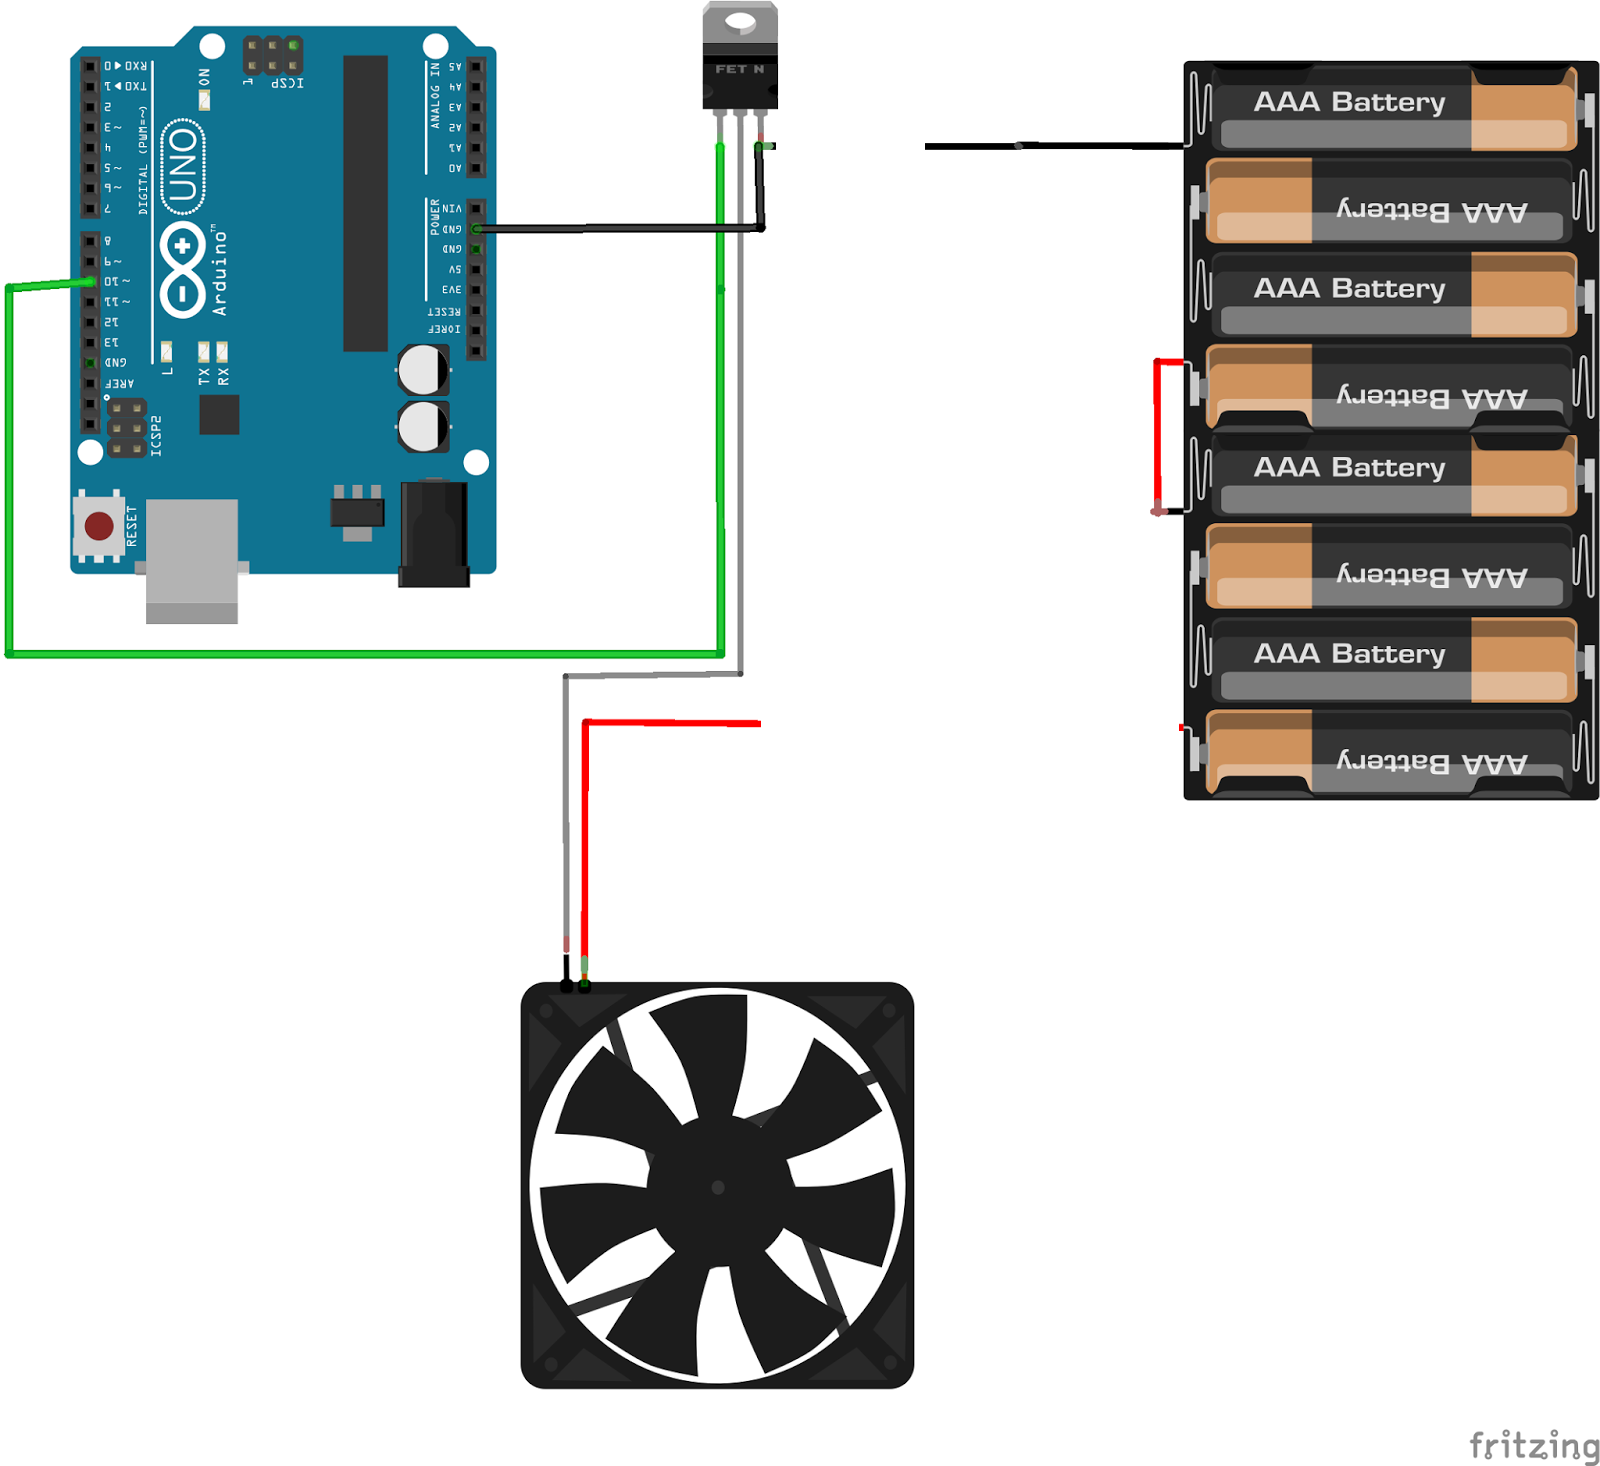 RXD ◄ 0
TXD ► 1
2
~3
4
~5
~6
7
8
~9
~10
~11
12
13
GND
AREF
DIGITAL (PWM=~)
1
ICSP
ON
UNO
Arduino™
L
TX
RX
ICSP2
RESET
ANALOG IN
A5
A4
A3
A2
A1
A0
POWER
VIN
GND
GND
5V
3V3
RESET
IOREF
FET N
AAA Battery
AAA Battery
AAA Battery
AAA Battery
AAA Battery
AAA Battery
AAA Battery
AAA Battery
fritzing